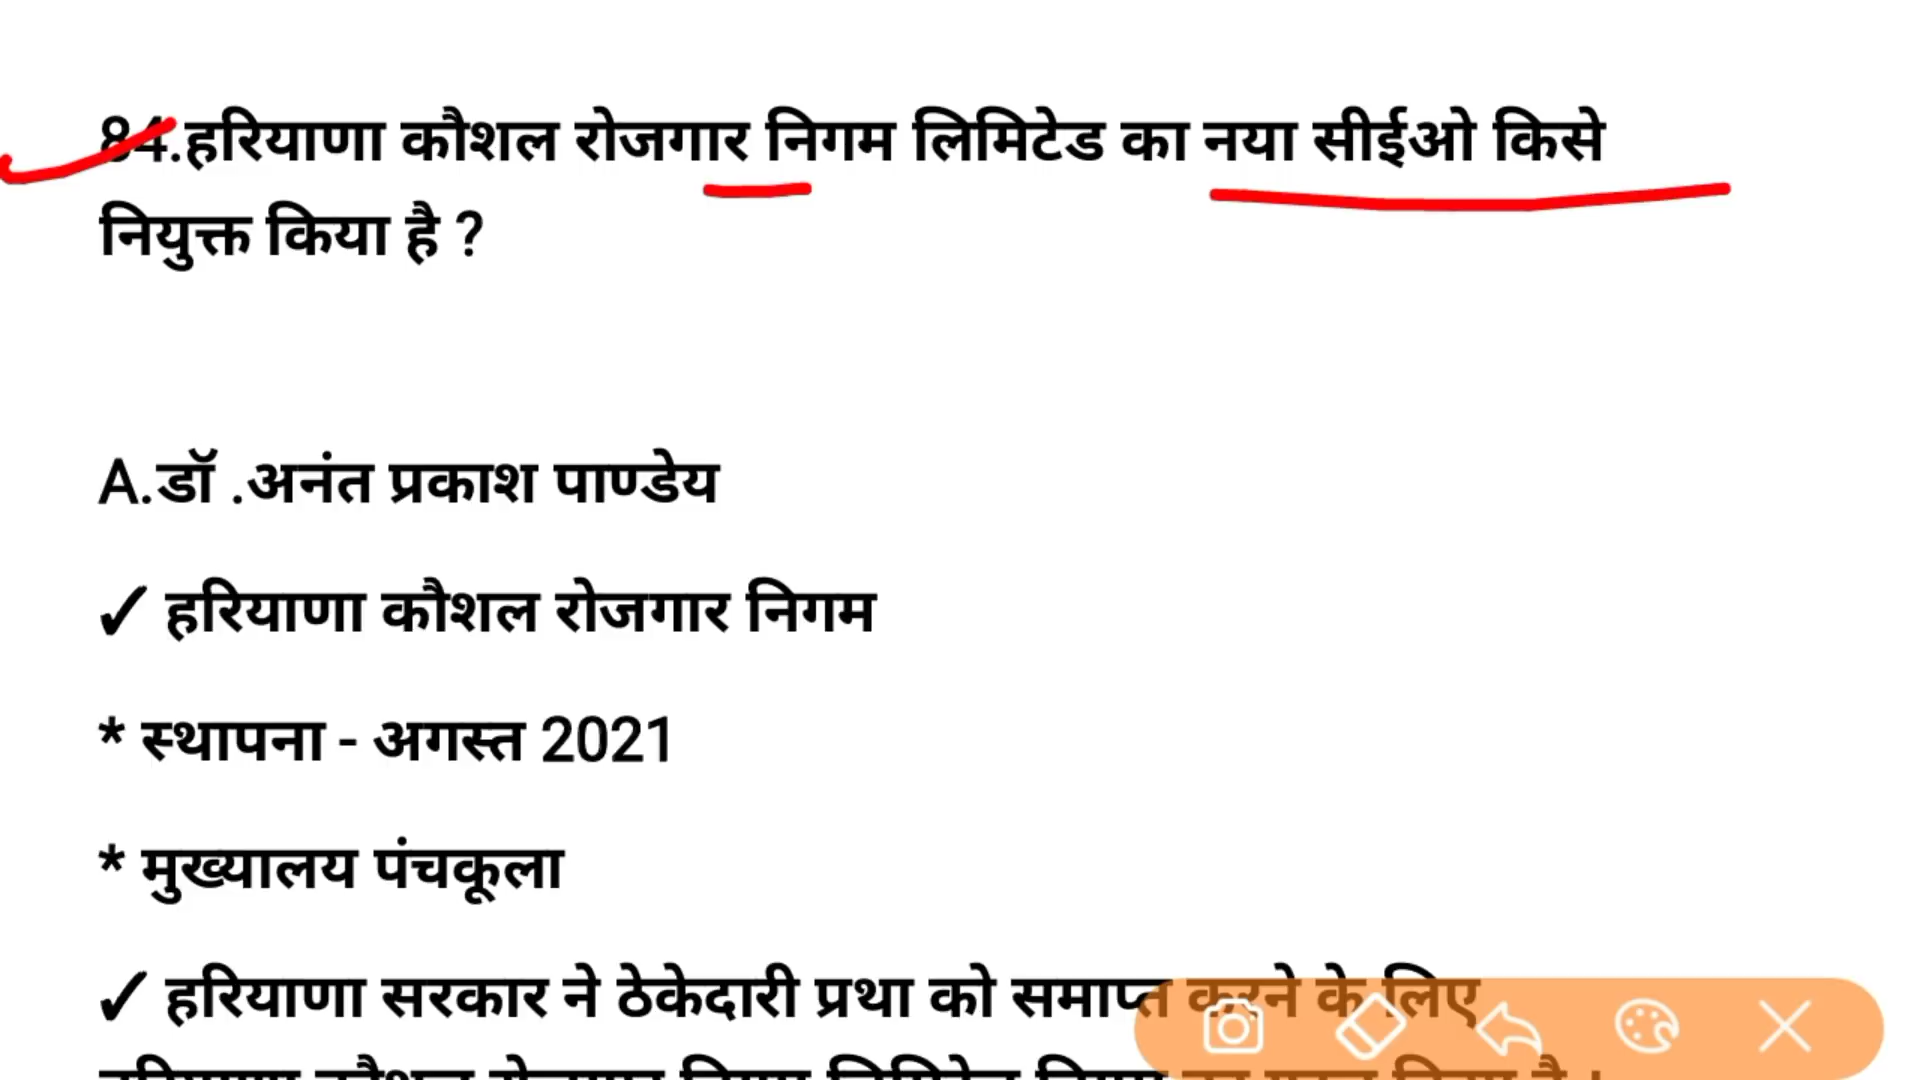 84.हरियाणा कौशल रोजगार निगम लिमिटेड का नया सीईओ किसे
नियुक्त किया है ?
A.डॉ .अनंत प्रकाश पाण्डेय
✓ हरियाणा कौशल रोजगार निगम
* स्थापना - अगस्त 2021
* मुख्यालय पंचकूला
✓ हरियाणा सरकार ने ठेकेदारी प्रथा को समाप्त करने के लिए